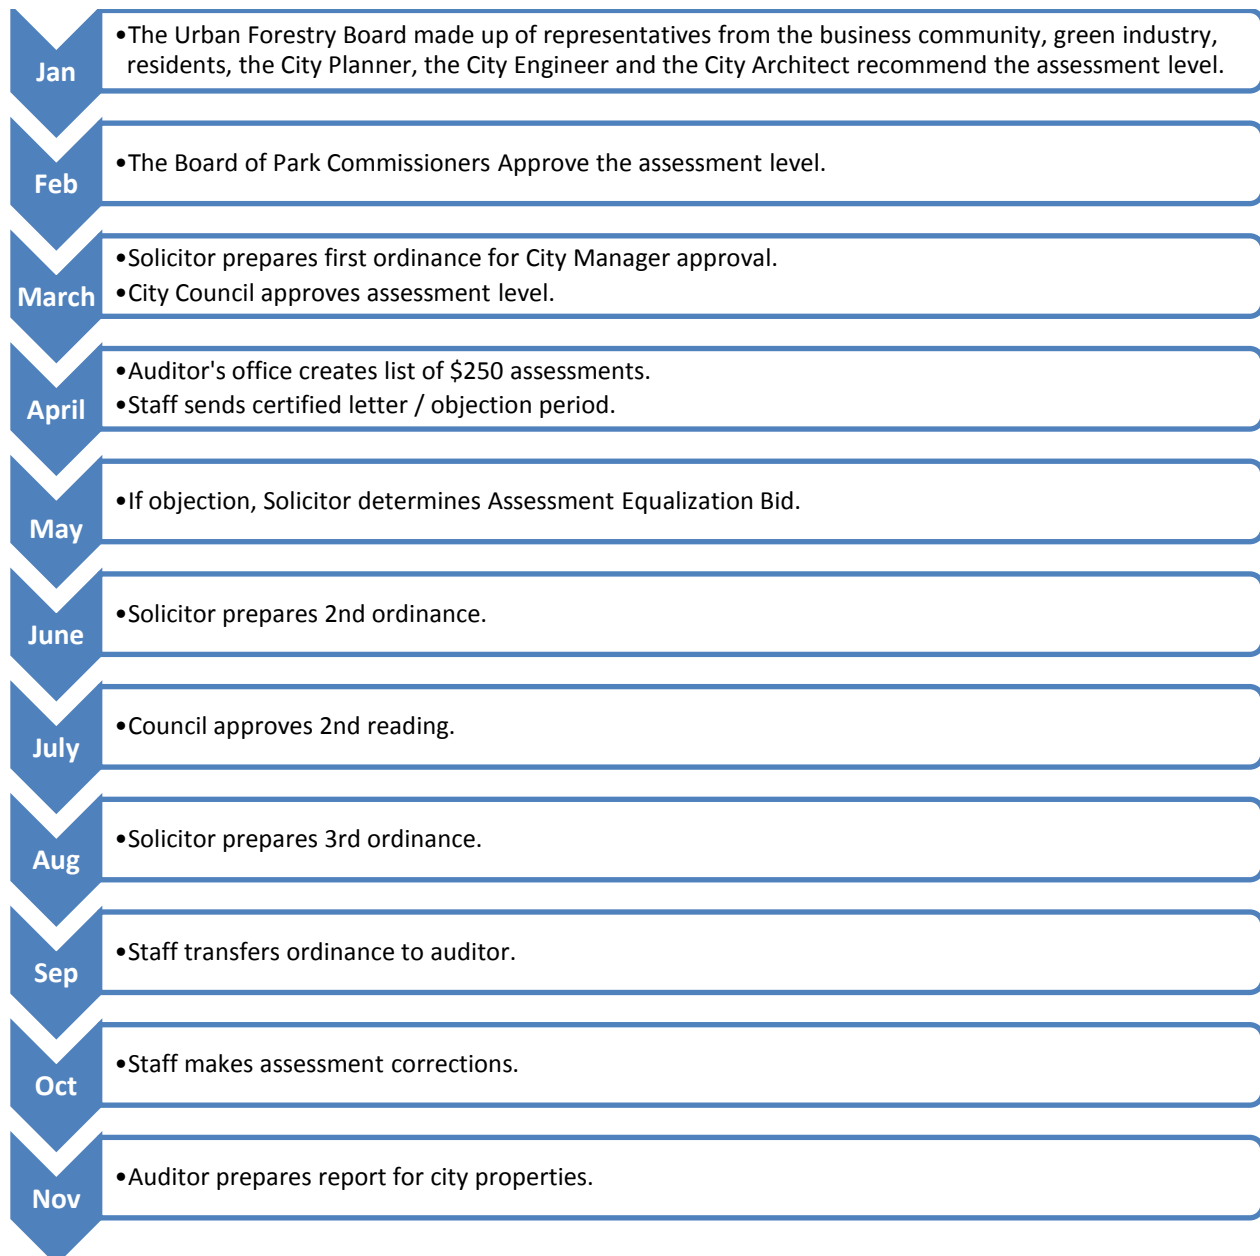 Jan
•The Urban Forestry Board made up of representatives from the business community, green industry,
residents, the City Planner, the City Engineer and the City Architect recommend the assessment level.
Feb
•The Board of Park Commissioners Approve the assessment level.
March
•Solicitor prepares first ordinance for City Manager approval.
•City Council approves assessment level.
April
•Auditor's office creates list of $250 assessments.
•Staff sends certified letter / objection period.
May
•If objection, Solicitor determines Assessment Equalization Bid.
June
•Solicitor prepares 2nd ordinance.
July
•Council approves 2nd reading.
Aug
•Solicitor prepares 3rd ordinance.
Sep
•Staff transfers ordinance to auditor.
Oct
•Staff makes assessment corrections.
Nov
•Auditor prepares report for city properties.